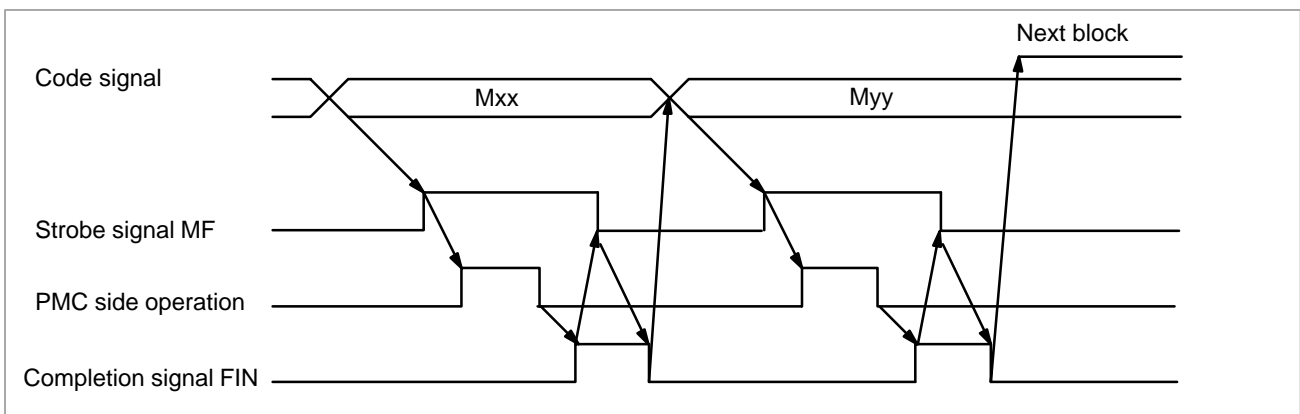 Next block
Code signal
Mxx
Myy
Strobe signal MF
PMC side operation
Completion signal FIN